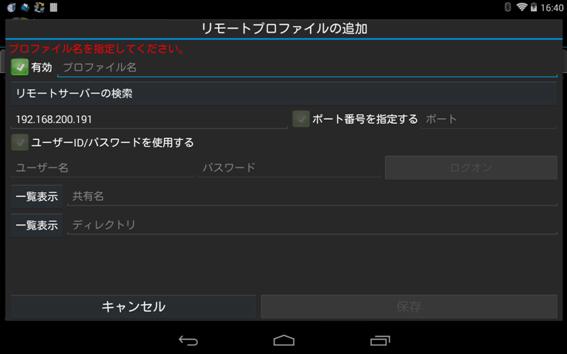 16:40
リモートプロファイルの追加
プロファイル名を指定してください。
有効 プロファイル名
リモートサーバーの検索
192.168.200.191 ポート番号を指定する ポート
ユーザーID/パスワードを使用する
ユーザー名 パスワード ログオン
一覧表示 共有名
一覧表示 ディレクトリ
キャンセル 保存